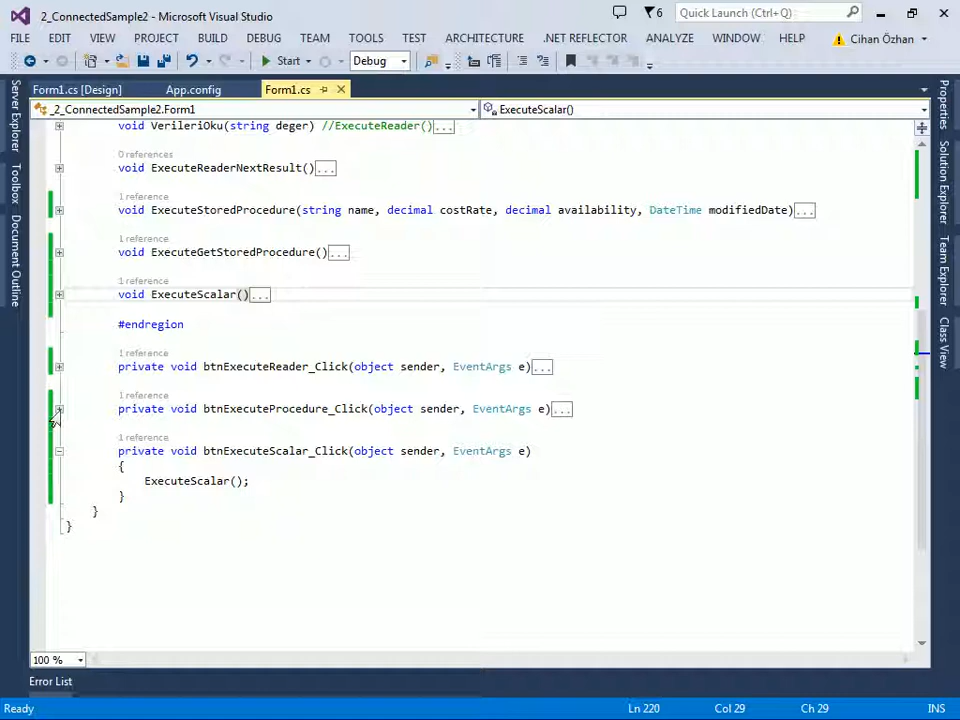 2_ConnectedSample2 - Microsoft Visual Studio
6
Quick Launch (Ctrl+Q)
FILE EDIT VIEW PROJECT BUILD DEBUG TEAM TOOLS TEST ARCHITECTURE .NET REFLECTOR ANALYZE WINDOW HELP
Cihan Özhan
Start
Debug
Form1.cs [Design] App.config Form1.cs
_2_ConnectedSample2.Form1
ExecuteScalar()
Server Explorer
Toolbox
Document Outline
void VerileriOku(string deger) //ExecuteReader()...
0 references
void ExecuteReaderNextResult()...
1 reference
void ExecuteStoredProcedure(string name, decimal costRate, decimal availability, DateTime modifiedDate)...
1 reference
void ExecuteGetStoredProcedure()...
1 reference
void ExecuteScalar()...
#endregion
1 reference
private void btnExecuteReader_Click(object sender, EventArgs e)...
1 reference
private void btnExecuteProcedure_Click(object sender, EventArgs e)...
1 reference
private void btnExecuteScalar_Click(object sender, EventArgs e)
{
ExecuteScalar();
}
}
}
Properties
Solution Explorer
Team Explorer
Class View
100 %
Error List
Ready
Ln 220 Col 29 Ch 29 INS